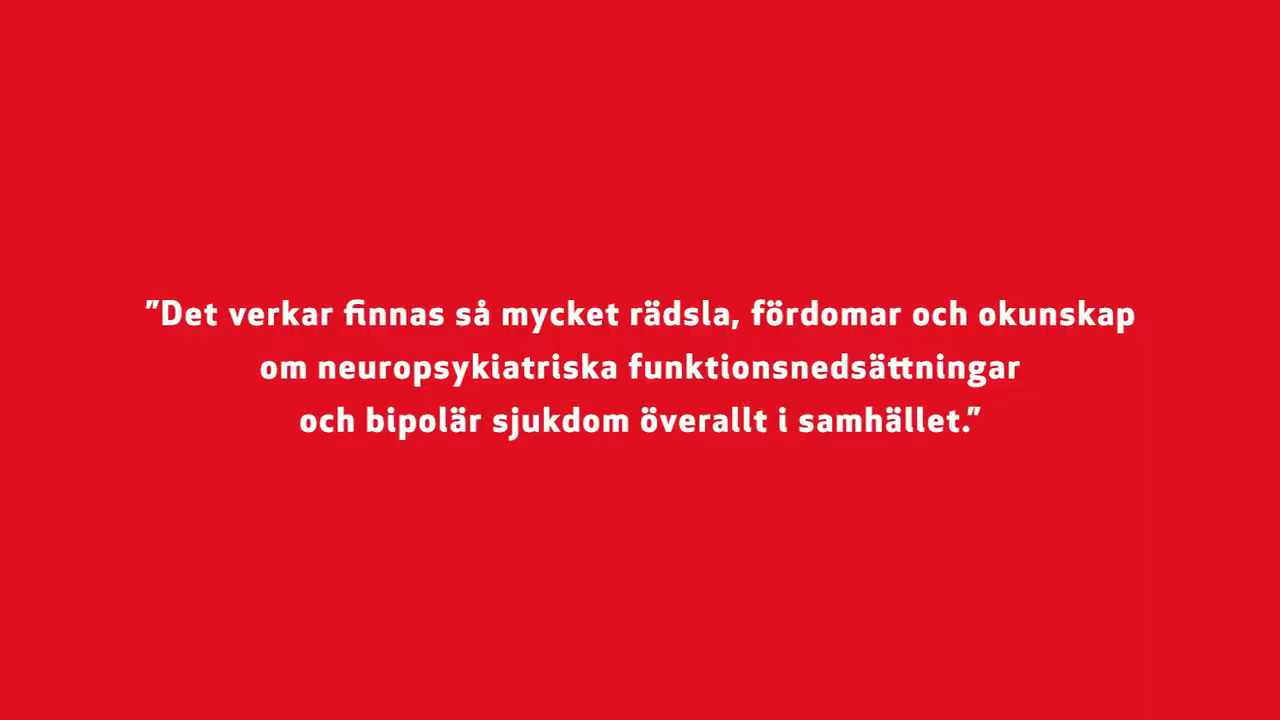 ”Det verkar finnas så mycket rädsla, fördomar och okunskap
om neuropsykiatriska funktionsnedsättningar
och bipolär sjukdom överallt i samhället.”